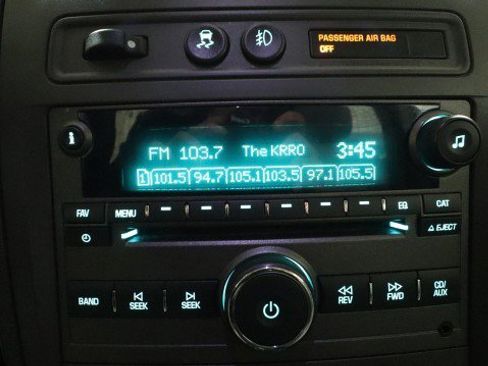 PASSENGER AIR BAG
OFF
FM 103.7 The KRRO 3:45
1 101.5 94.7 105.1 103.5 97.1 105.5
FAV MENU EQ CAT
EJECT
BAND SEEK SEEK REV FWD CD/
AUX